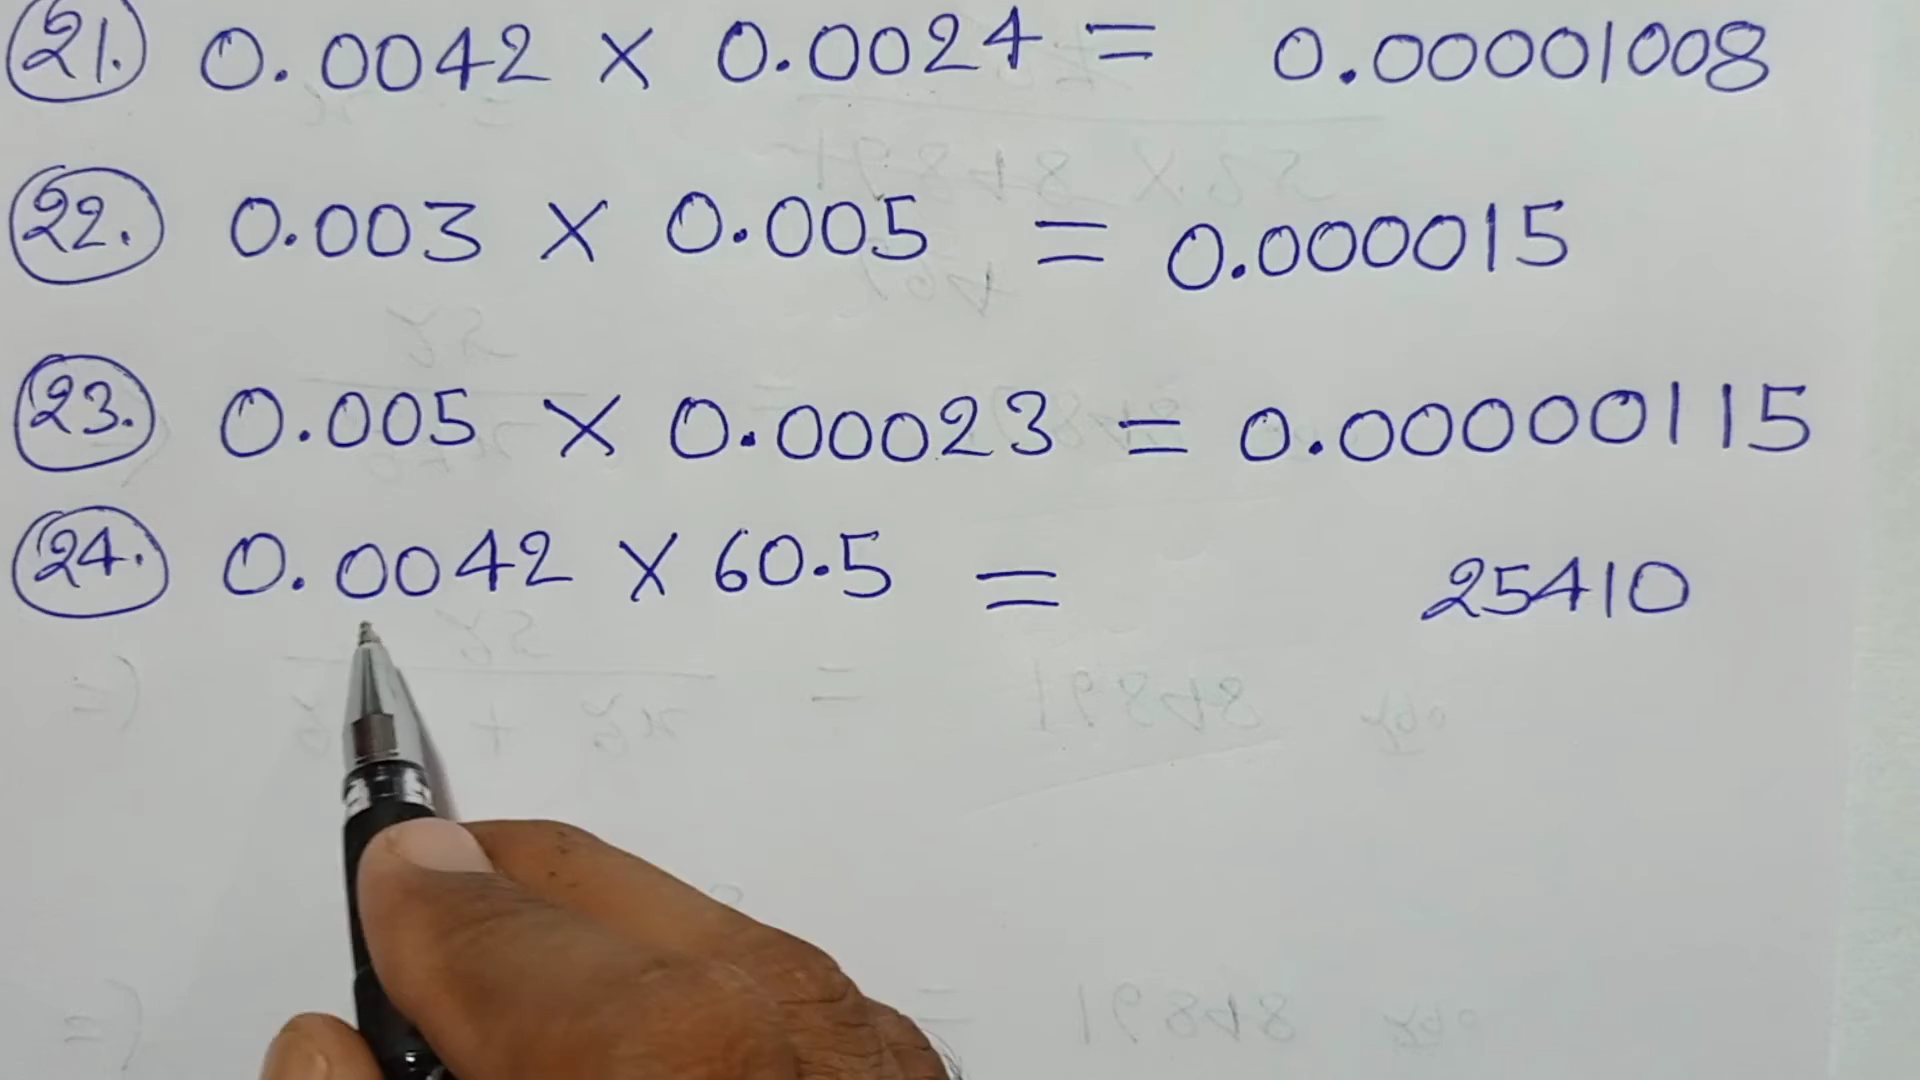 21. 0.0042 × 0.0024 = 0.00001008
22. 0.003 × 0.005 = 0.000015
23. 0.005 × 0.00023 = 0.00000115
24. 0.0042 × 60.5 = 25410